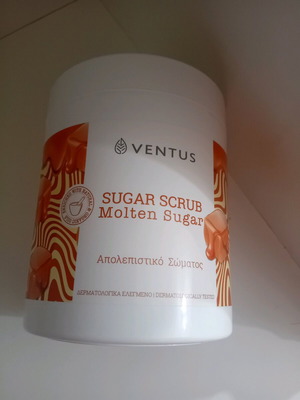 VENTUS
SUGAR SCRUB
Molten Sugar
Απολεπιστικό Σώματος
ΔΕΡΜΑΤΟΛΟΓΙΚΑ ΕΛΕΓΜΕΝΟ | DERMATOLOGICALLY TESTED